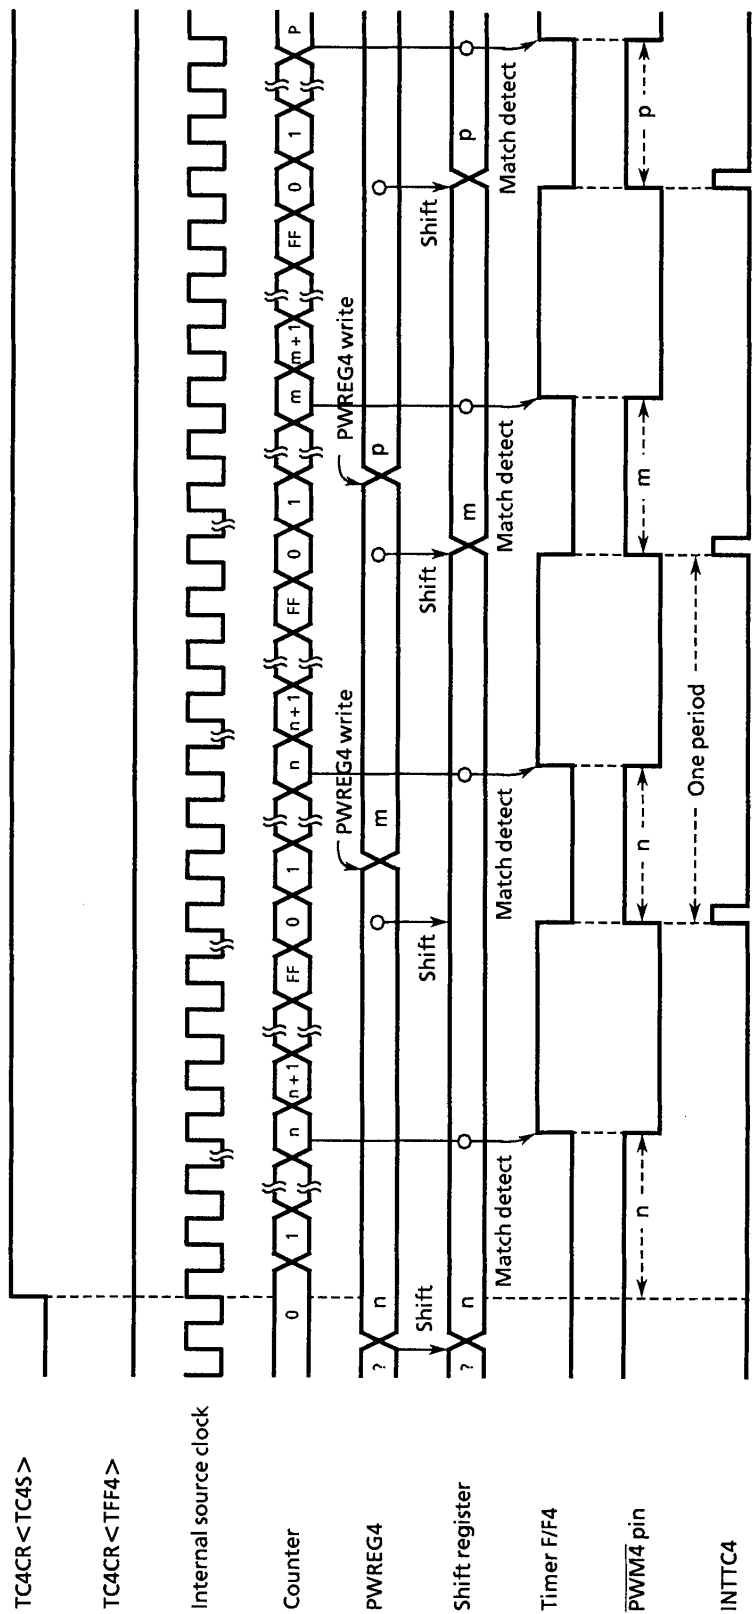 TC4CR<TC4S>
TC4CR<TFF4>
Internal source clock
Counter 0 1 n n+1 FF 0 1 n n+1 FF 0 1 m m+1 FF 0 1 P
PWREG4 write PWREG4 write
PWREG4 ? n m p
Shift Shift Shift Shift
Shift register ? n m p
Match detect Match detect Match detect Match detect
Timer F/F4
PWM4 pin n n m p
One period
INTTC4